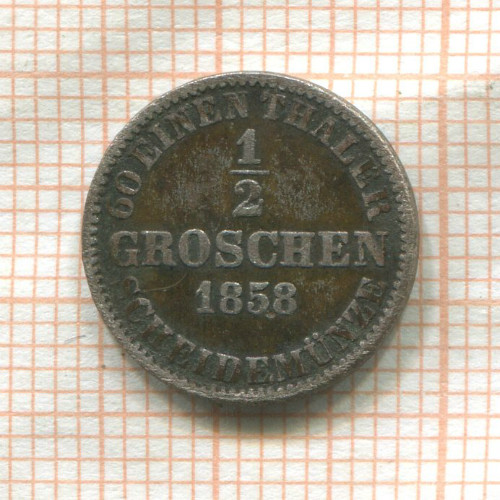 60 EINEN THALER
1/2
GROSCHEN
1858
SCHEIDEMÜNZE